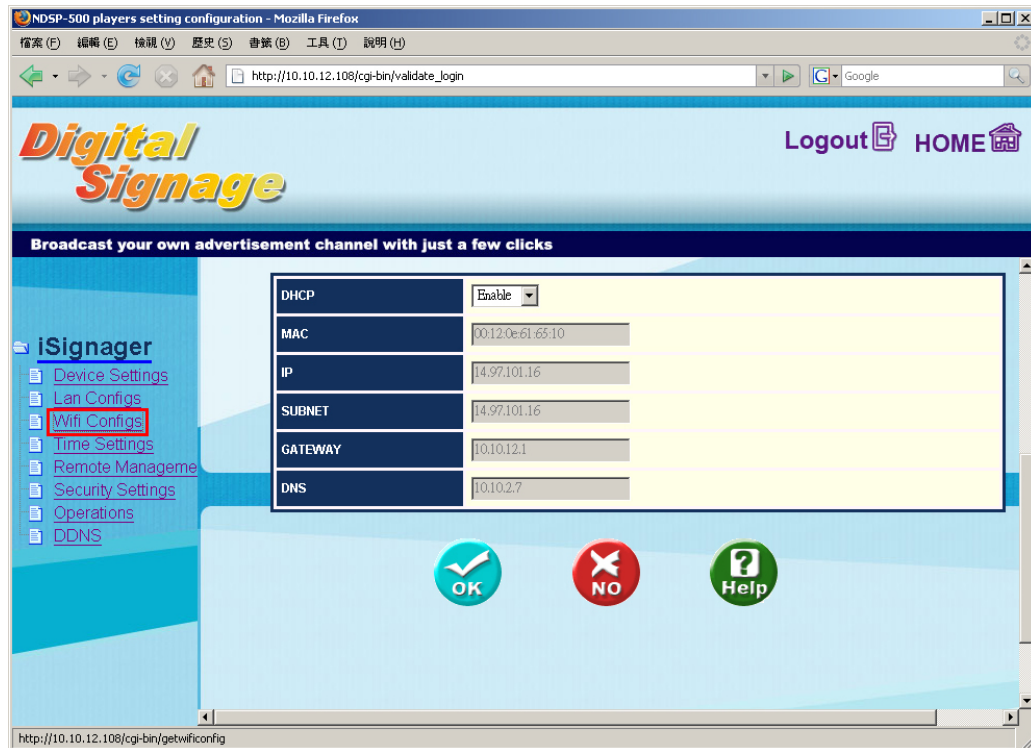 NDSP-500 players setting configuration - Mozilla Firefox
檔案(F) 編輯(E) 檢視(V) 歷史(S) 書籤(B) 工具(T) 說明(H)
http://10.10.12.108/cgi-bin/validate_login
G Google
Digital
Signage
Logout HOME
Broadcast your own advertisement channel with just a few clicks
iSignager
Device Settings
Lan Configs
Wifi Configs
Time Settings
Remote Manageme
Security Settings
Operations
DDNS
DHCP Enable
MAC 00:12:0e:61:65:10
IP 14.97.101.16
SUBNET 14.97.101.16
GATEWAY 10.10.12.1
DNS 10.10.2.7
OK NO Help
http://10.10.12.108/cgi-bin/getwificonfig